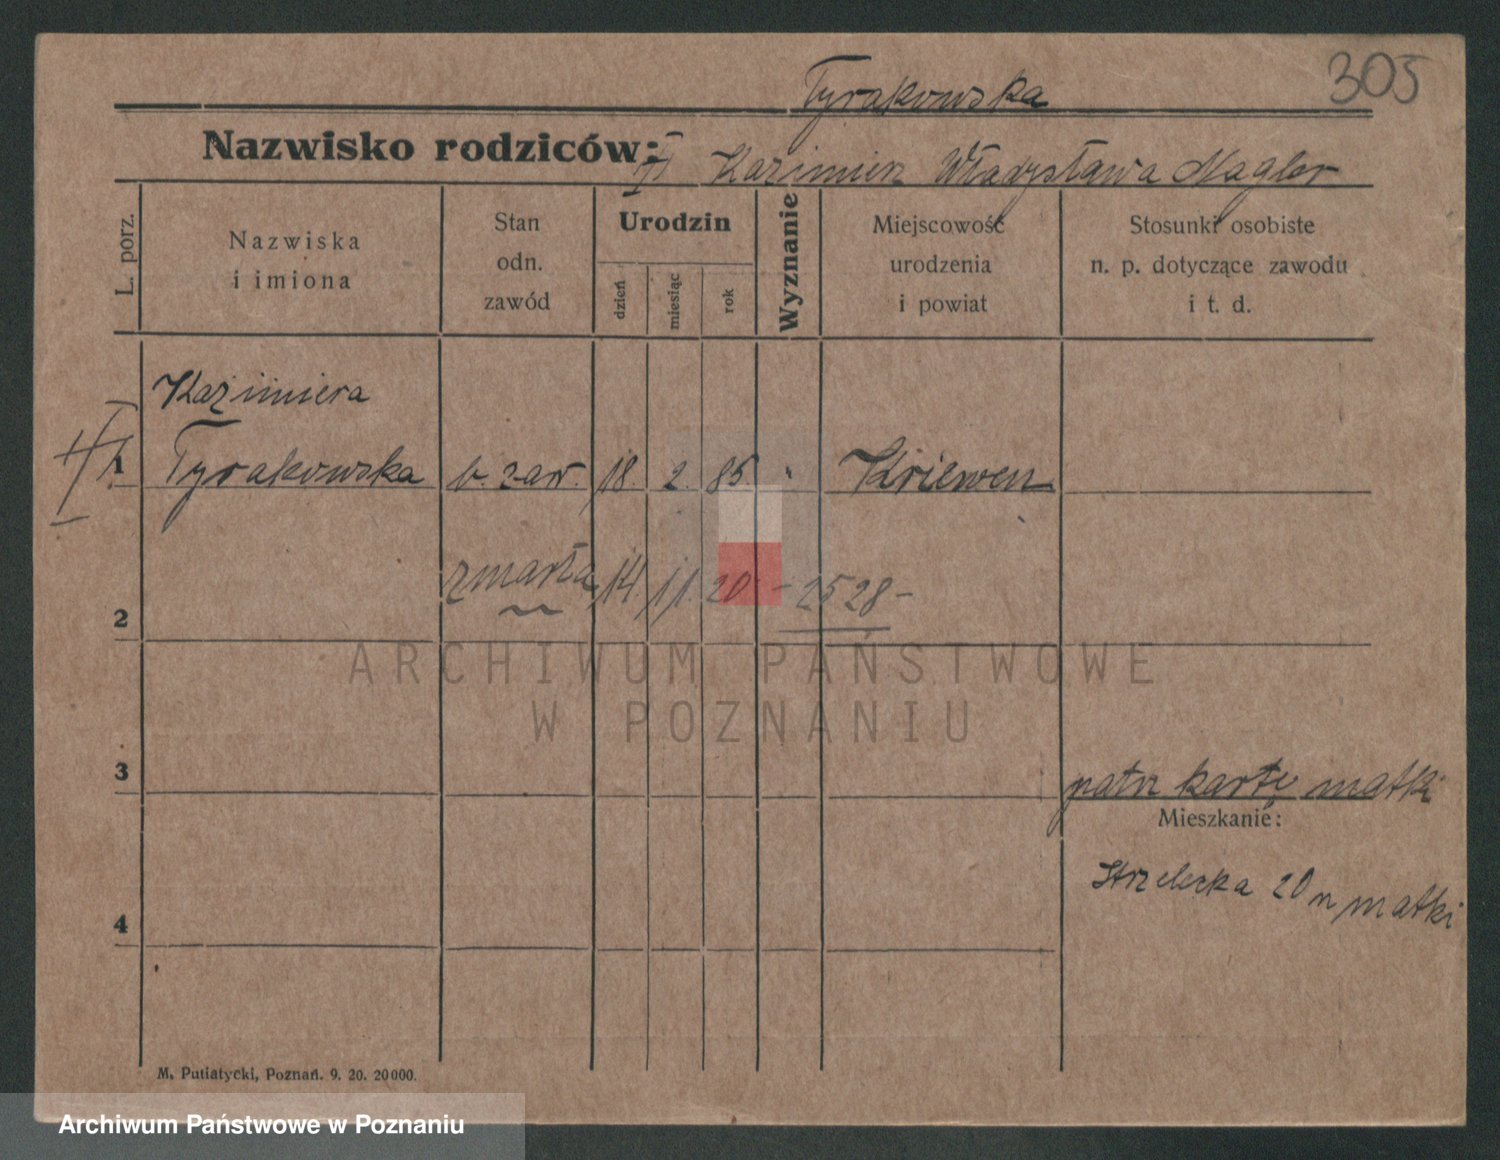 305
Tyrakowska
Nazwisko rodziców: Kazimierz Władysława Magler
L. porz.
Nazwiska
i imiona
Stan
odn.
zawód
Urodzin
dzień
miesiąc
rok
Wyznanie
Miejscowość
urodzenia
i powiat
Stosunki osobiste
n. p. dotyczące zawodu
i t. d.
Kazimiera
1 Tyrakowska b. zaw. 18. 2. 85 " Kriewen
2 zmarła 14. 11. 20 - 2528 -
ARCHIWUM PAŃSTWOWE
W POZNANIU
3 patrz kartę matki
Mieszkanie:
Strzelecka 20 matki
4
M. Putiatycki, Poznań. 9. 20. 20000.
Archiwum Państwowe w Poznaniu